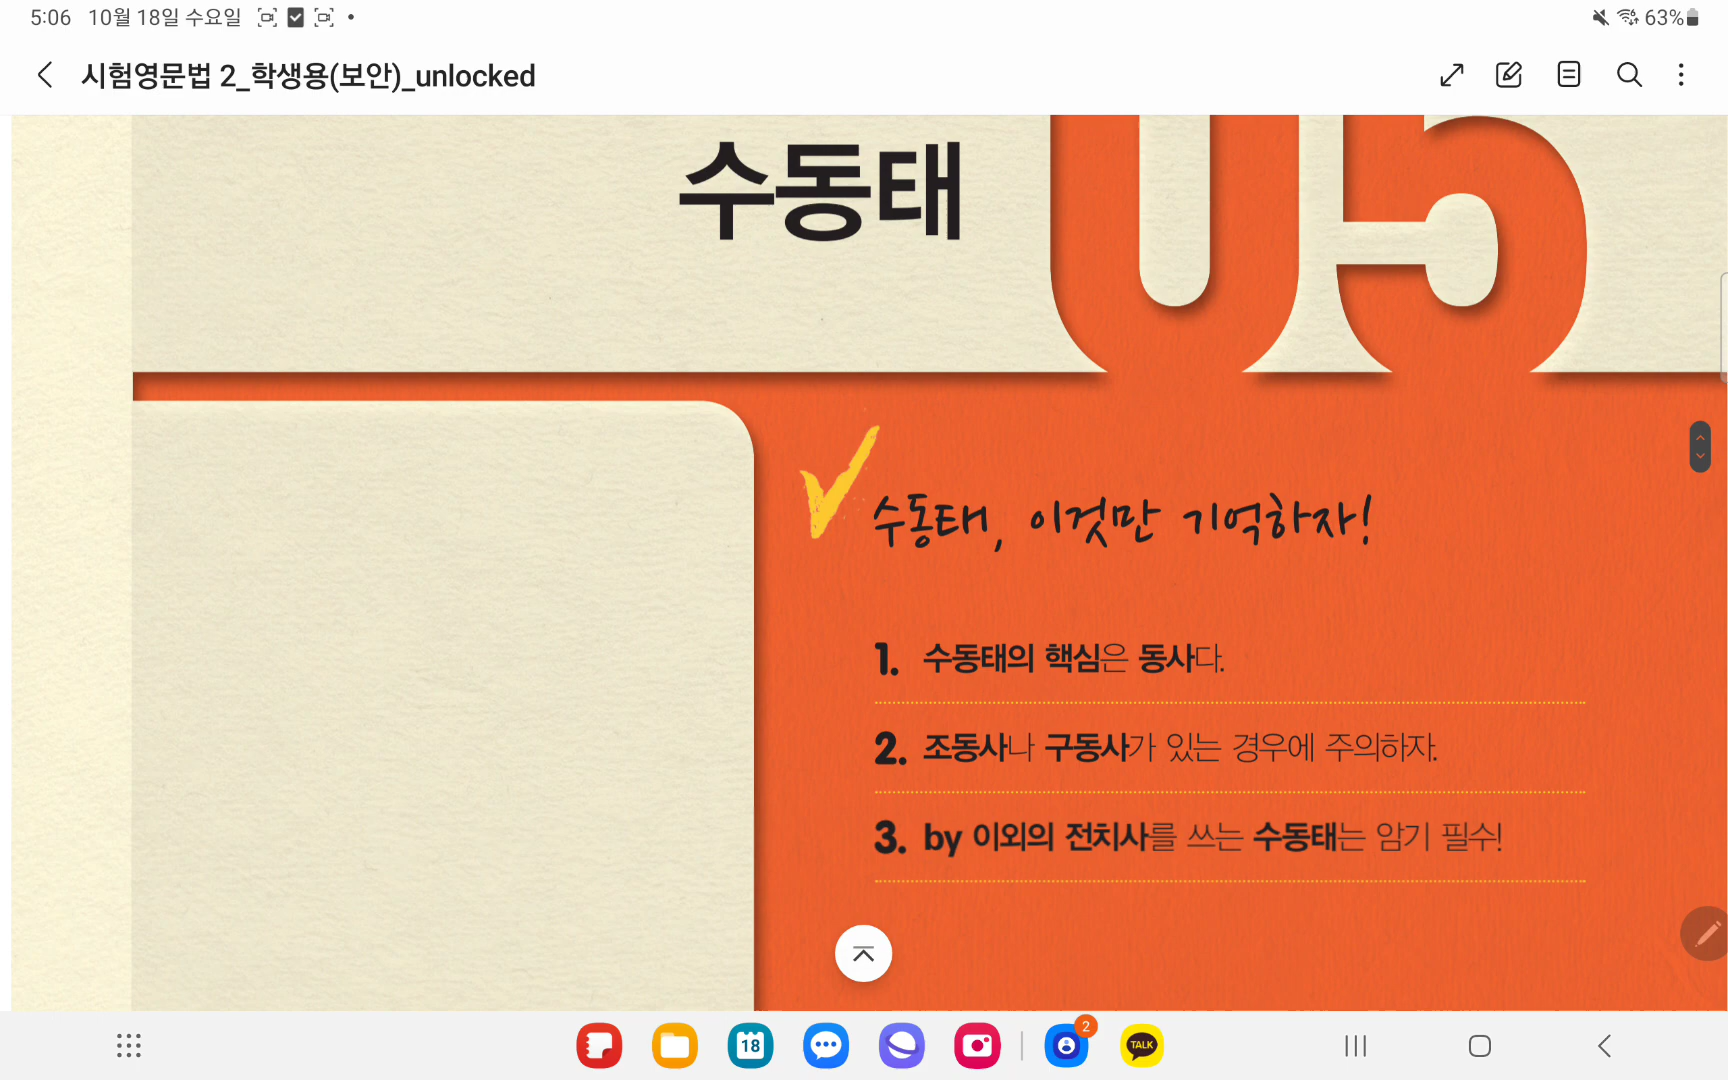 5:06 10월 18일 수요일
63%
시험영문법 2_학생용(보안)_unlocked
수동태
05
수동태, 이것만 기억하자!
1. 수동태의 핵심은 동사다.
2. 조동사나 구동사가 있는 경우에 주의하자.
3. by 이외의 전치사를 쓰는 수동태는 암기 필수!
18
2
TALK